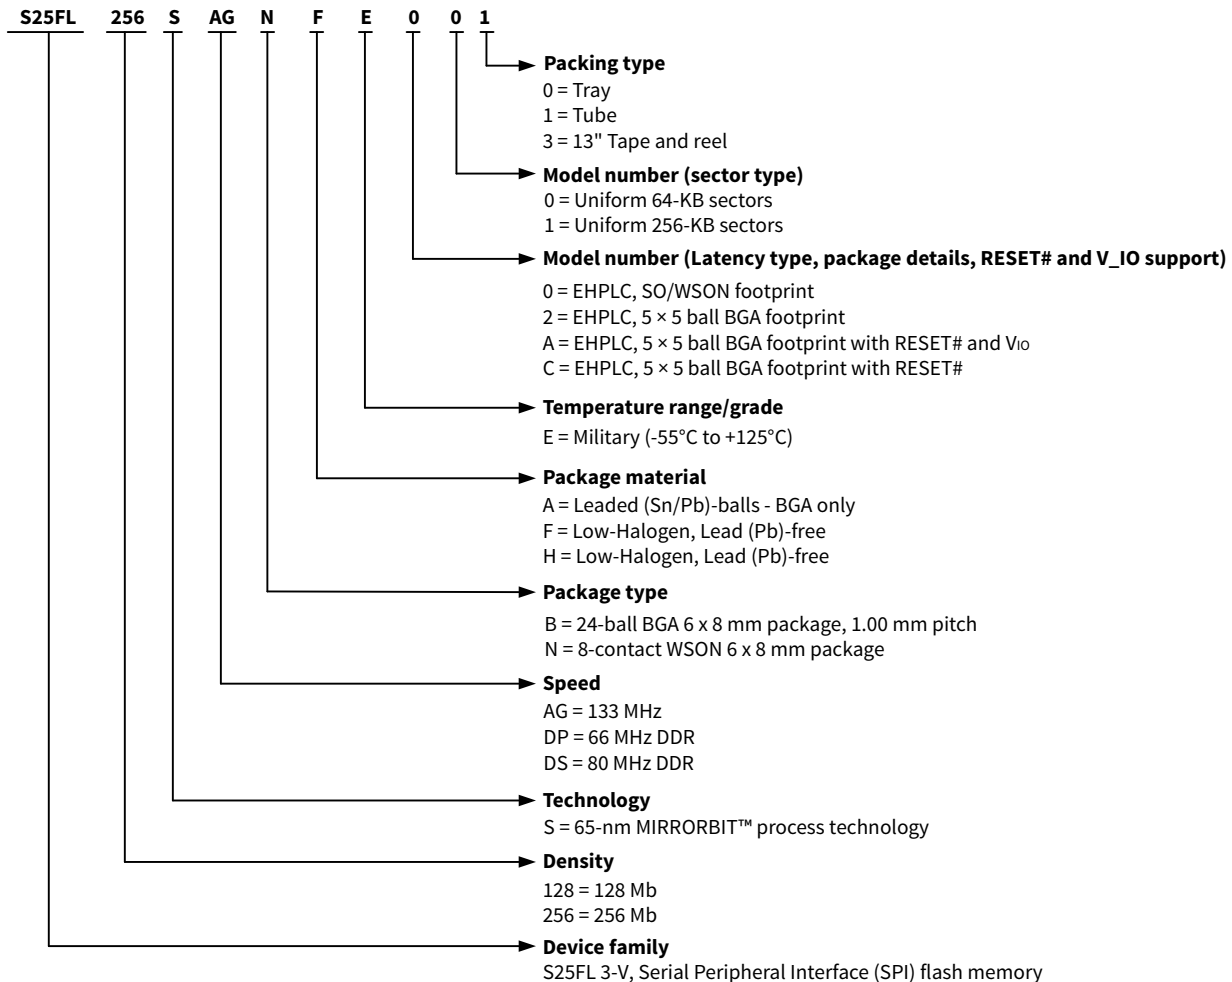 S25FL 256 S AG N F E 0 0 1
Packing type
0 = Tray
1 = Tube
3 = 13" Tape and reel
Model number (sector type)
0 = Uniform 64-KB sectors
1 = Uniform 256-KB sectors
Model number (Latency type, package details, RESET# and V_IO support)
0 = EHPLC, SO/WSON footprint
2 = EHPLC, 5 × 5 ball BGA footprint
A = EHPLC, 5 × 5 ball BGA footprint with RESET# and VIO
C = EHPLC, 5 × 5 ball BGA footprint with RESET#
Temperature range/grade
E = Military (-55°C to +125°C)
Package material
A = Leaded (Sn/Pb)-balls - BGA only
F = Low-Halogen, Lead (Pb)-free
H = Low-Halogen, Lead (Pb)-free
Package type
B = 24-ball BGA 6 x 8 mm package, 1.00 mm pitch
N = 8-contact WSON 6 x 8 mm package
Speed
AG = 133 MHz
DP = 66 MHz DDR
DS = 80 MHz DDR
Technology
S = 65-nm MIRRORBIT™ process technology
Density
128 = 128 Mb
256 = 256 Mb
Device family
S25FL 3-V, Serial Peripheral Interface (SPI) flash memory